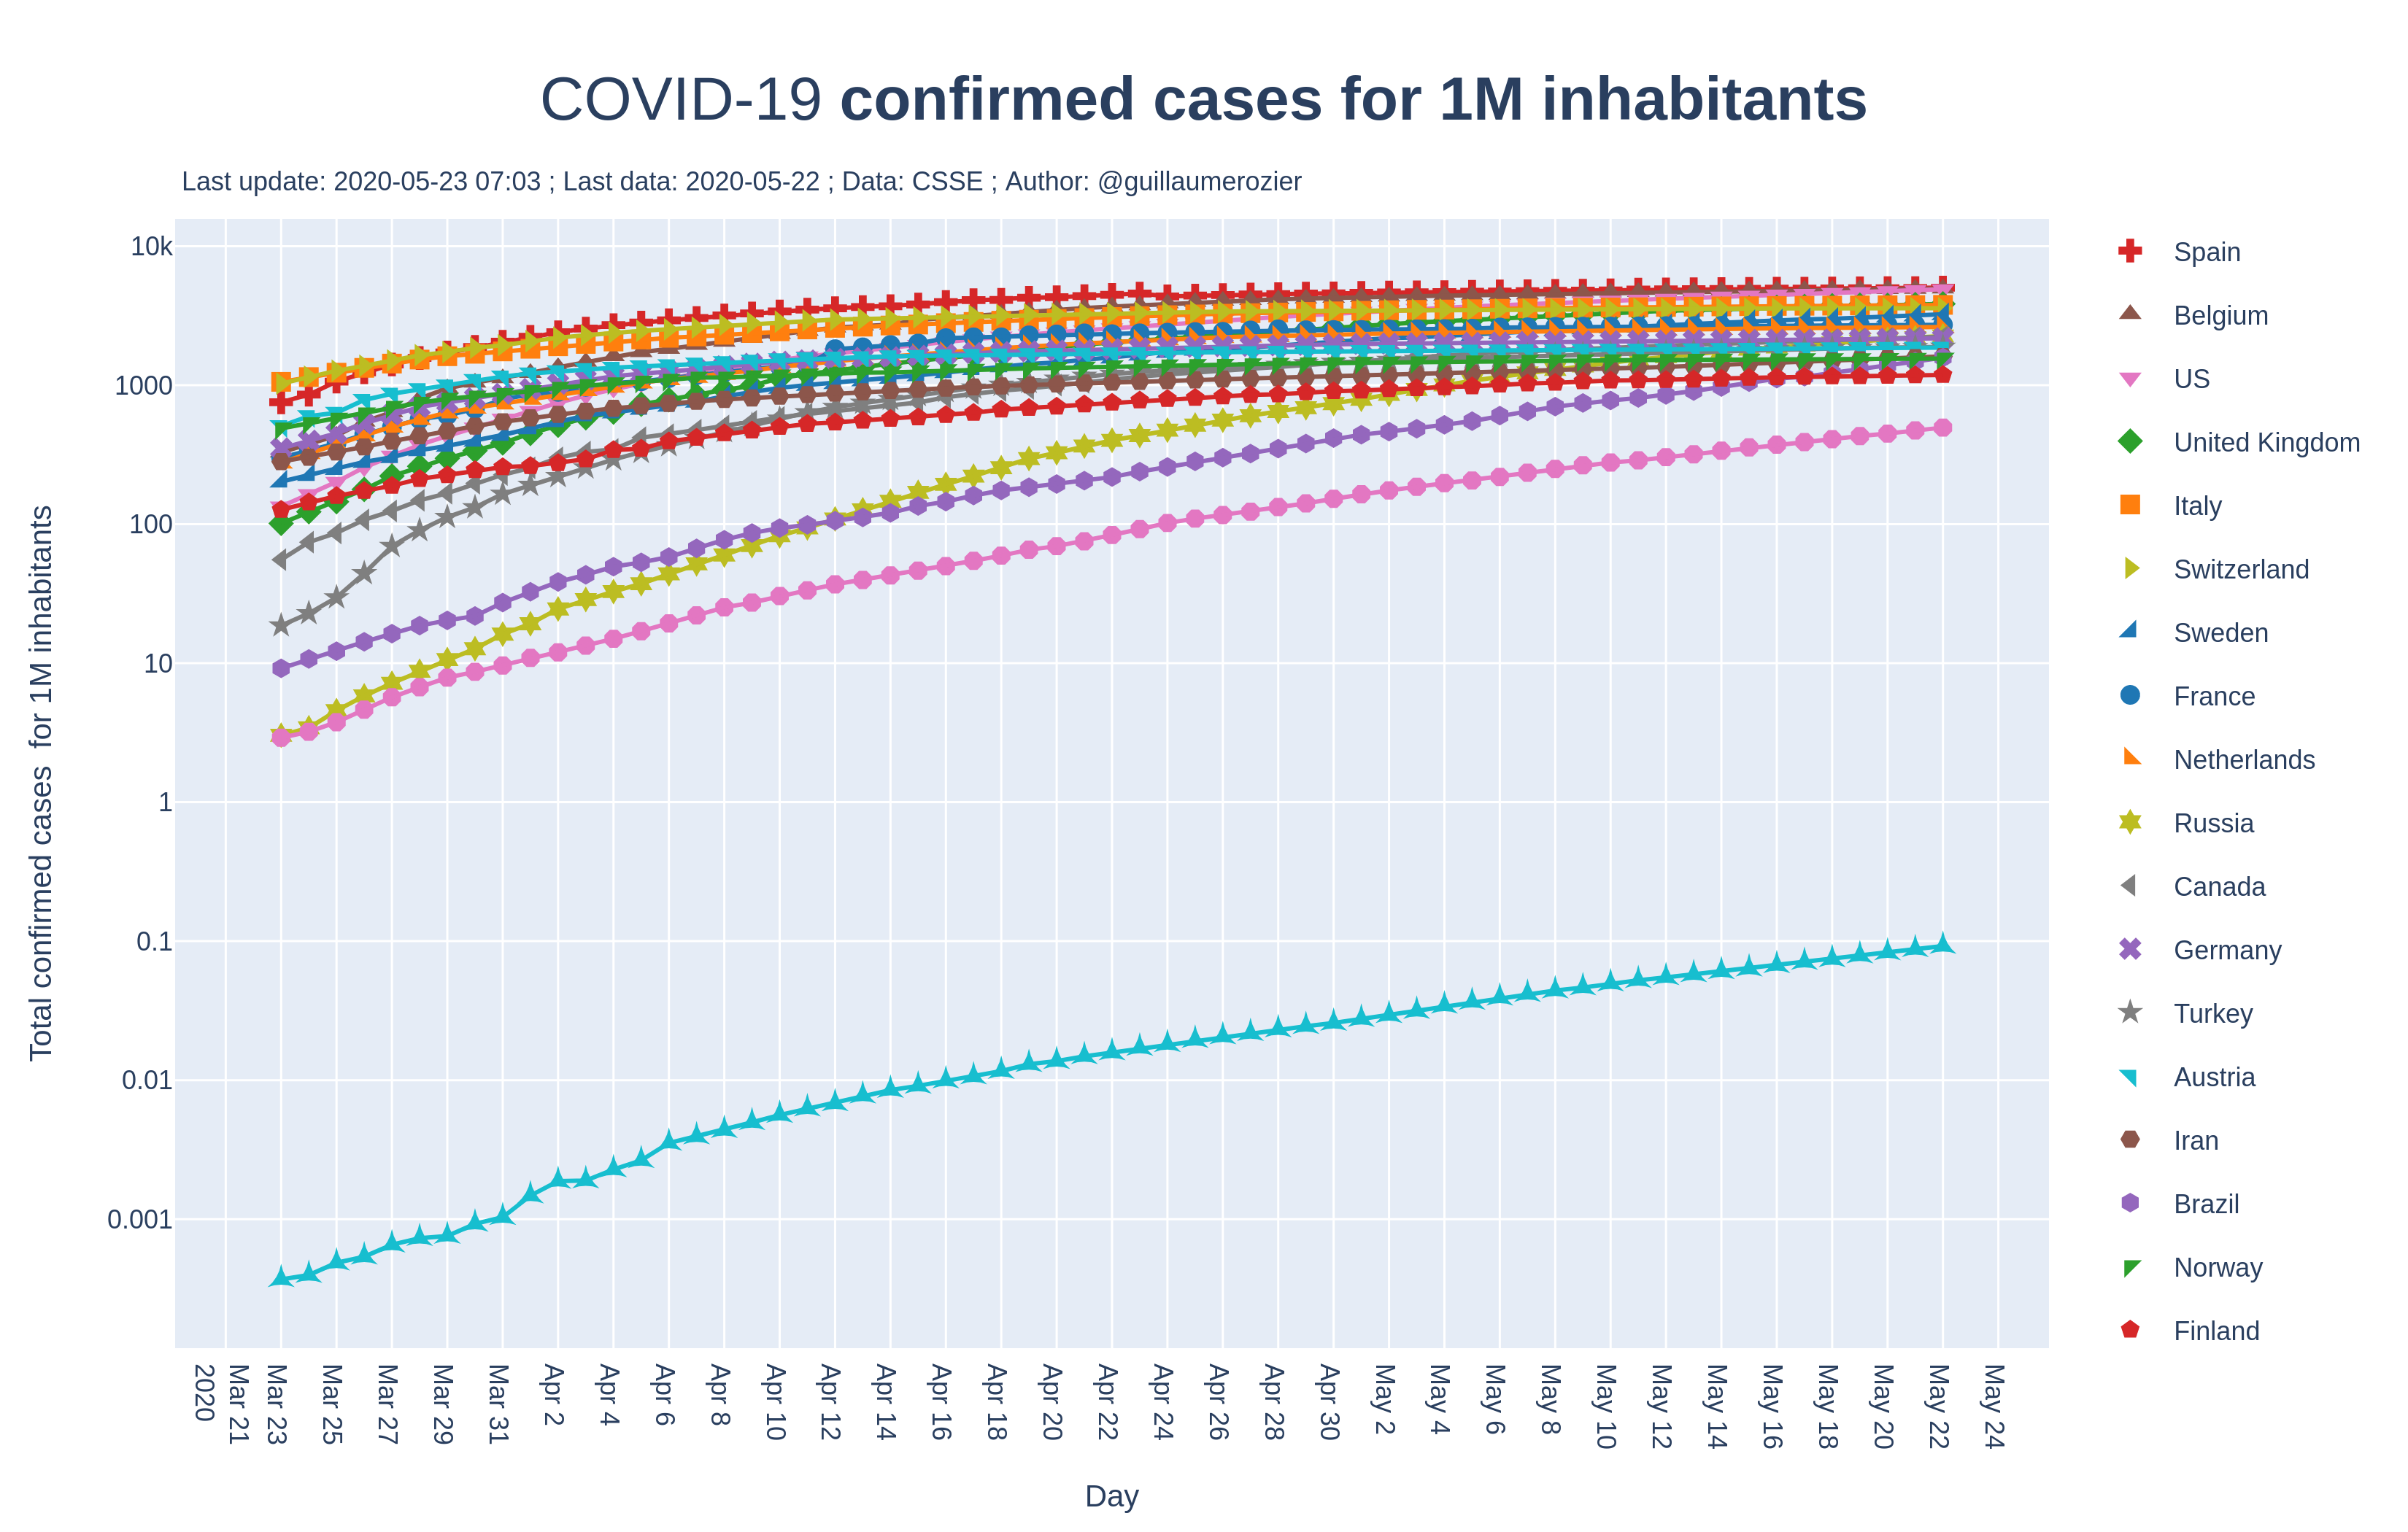 COVID-19 confirmed cases for 1M inhabitants
Last update: 2020-05-23 07:03 ; Last data: 2020-05-22 ; Data: CSSE ; Author: @guillaumerozier
Total confirmed cases  for 1M inhabitants
10k
1000
100
10
1
0.1
0.01
0.001
Mar 21
2020
Mar 23
Mar 25
Mar 27
Mar 29
Mar 31
Apr 2
Apr 4
Apr 6
Apr 8
Apr 10
Apr 12
Apr 14
Apr 16
Apr 18
Apr 20
Apr 22
Apr 24
Apr 26
Apr 28
Apr 30
May 2
May 4
May 6
May 8
May 10
May 12
May 14
May 16
May 18
May 20
May 22
May 24
Day
Spain
Belgium
US
United Kingdom
Italy
Switzerland
Sweden
France
Netherlands
Russia
Canada
Germany
Turkey
Austria
Iran
Brazil
Norway
Finland